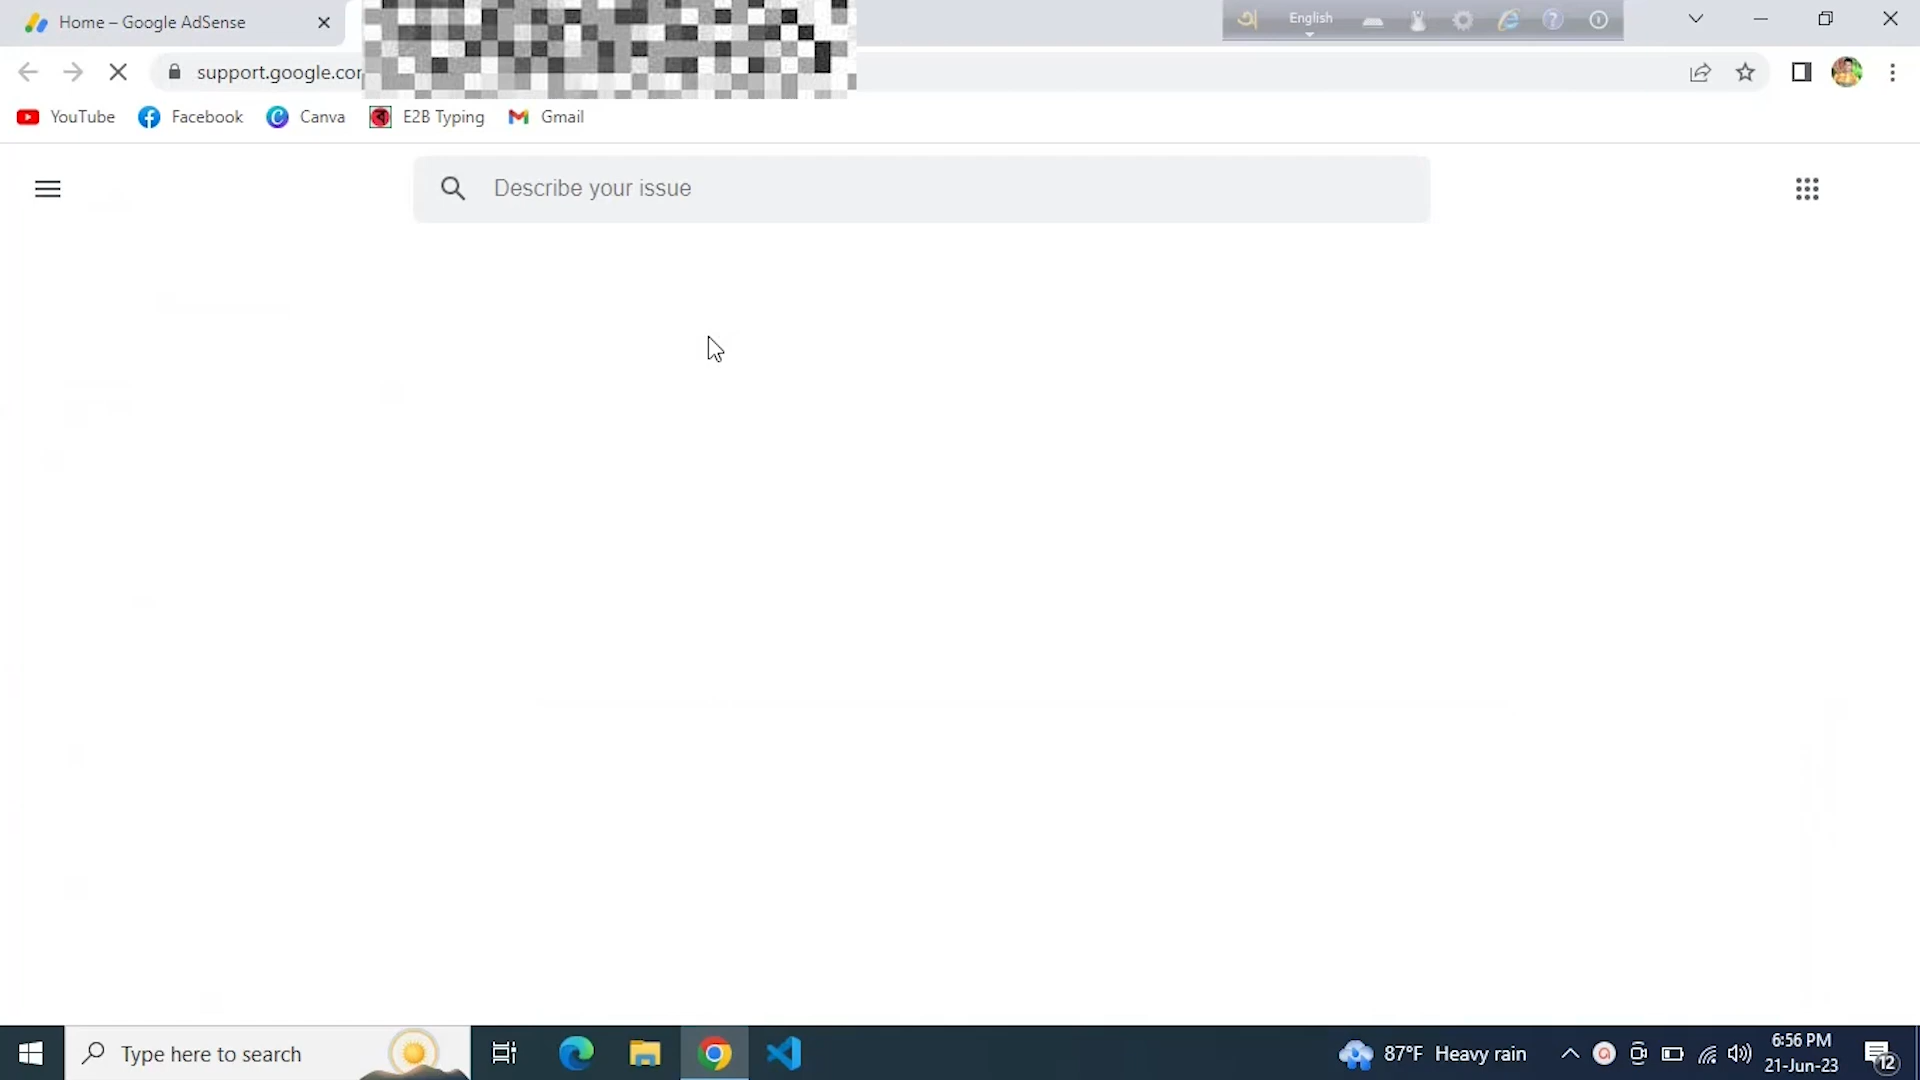 Home – Google AdSense
English
support.google.cor
YouTube Facebook Canva E2B Typing Gmail
Describe your issue
Type here to search
87°F Heavy rain
6:56 PM
21-Jun-23
12